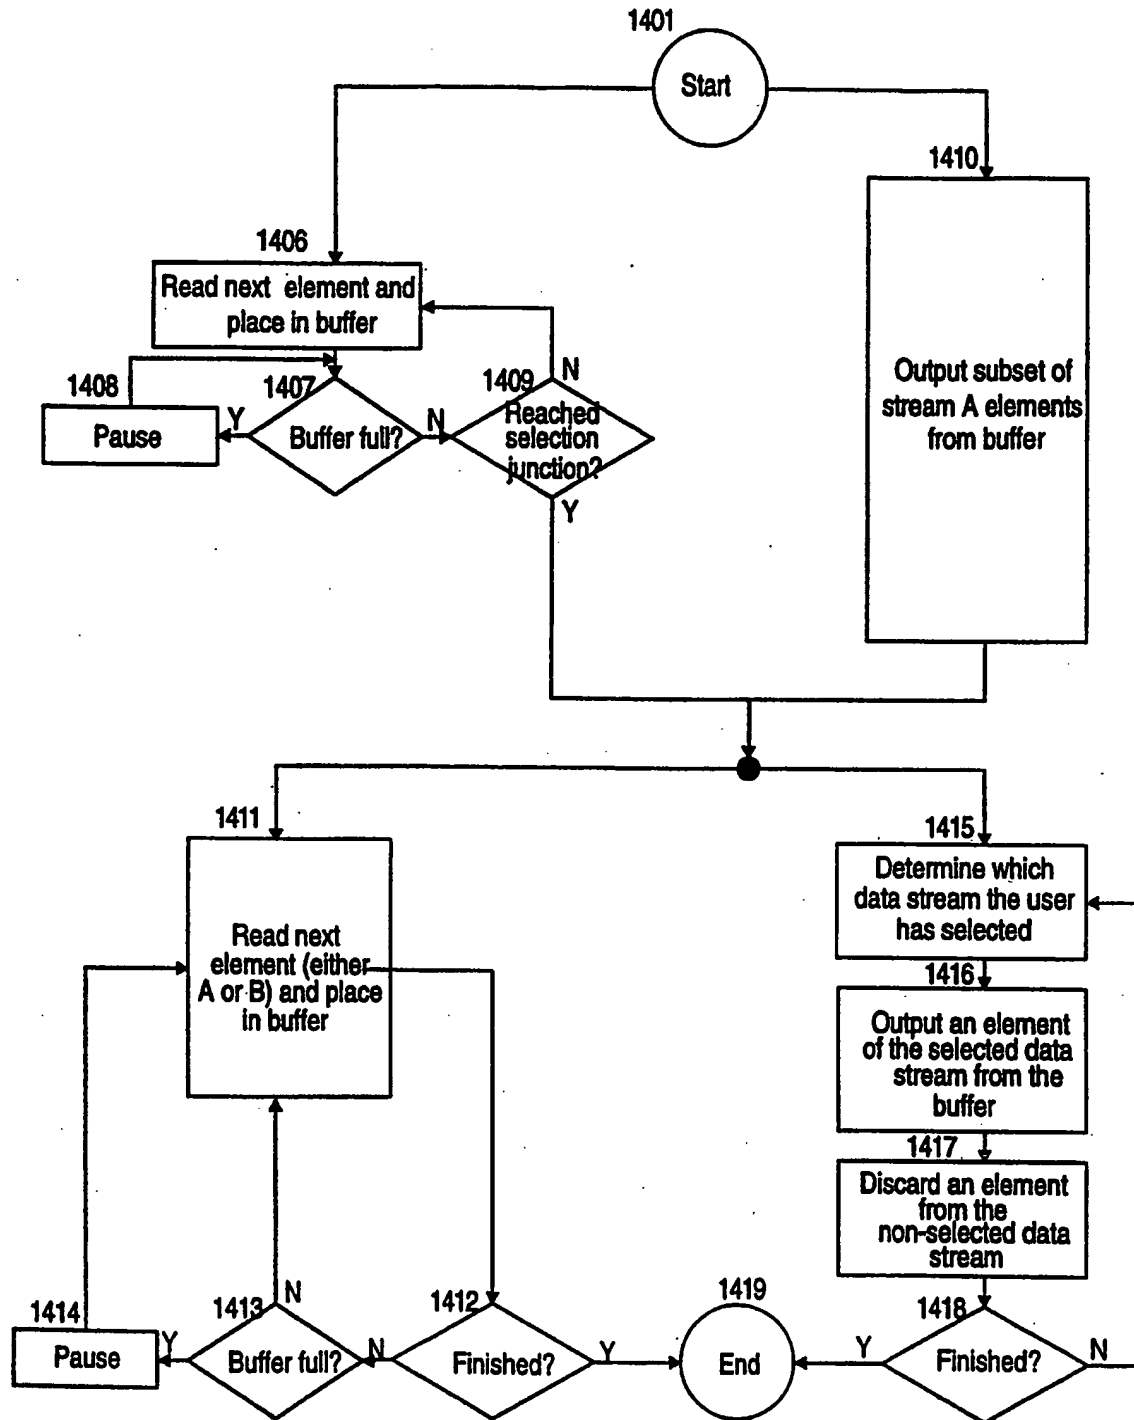 1401
Start
1410
1406
Read next element and
place in buffer
Output subset of
stream A elements
from buffer
1408
1407
1409
N
Pause
Y
Buffer full?
N
Reached
selection
junction?
Y
1411
1415
Read next
element (either
A or B) and place
in buffer
Determine which
data stream the user
has selected
1416
Output an element
of the selected data
stream from the
buffer
1417
Discard an element
from the
non-selected data
stream
1414
1413
N
1412
1419
1418
Pause
Y
Buffer full?
N
Finished?
Y
End
Y
Finished?
N